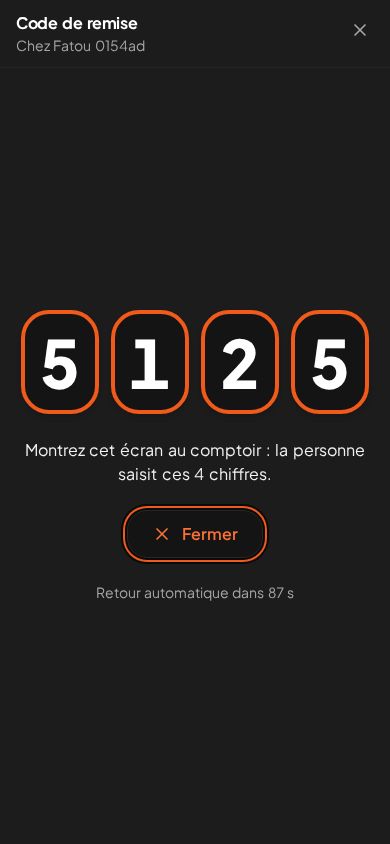 Code de remise
Chez Fatou 0154ad
5 1 2 5
Montrez cet écran au comptoir : la personne
saisit ces 4 chiffres.
Fermer
Retour automatique dans 87 s